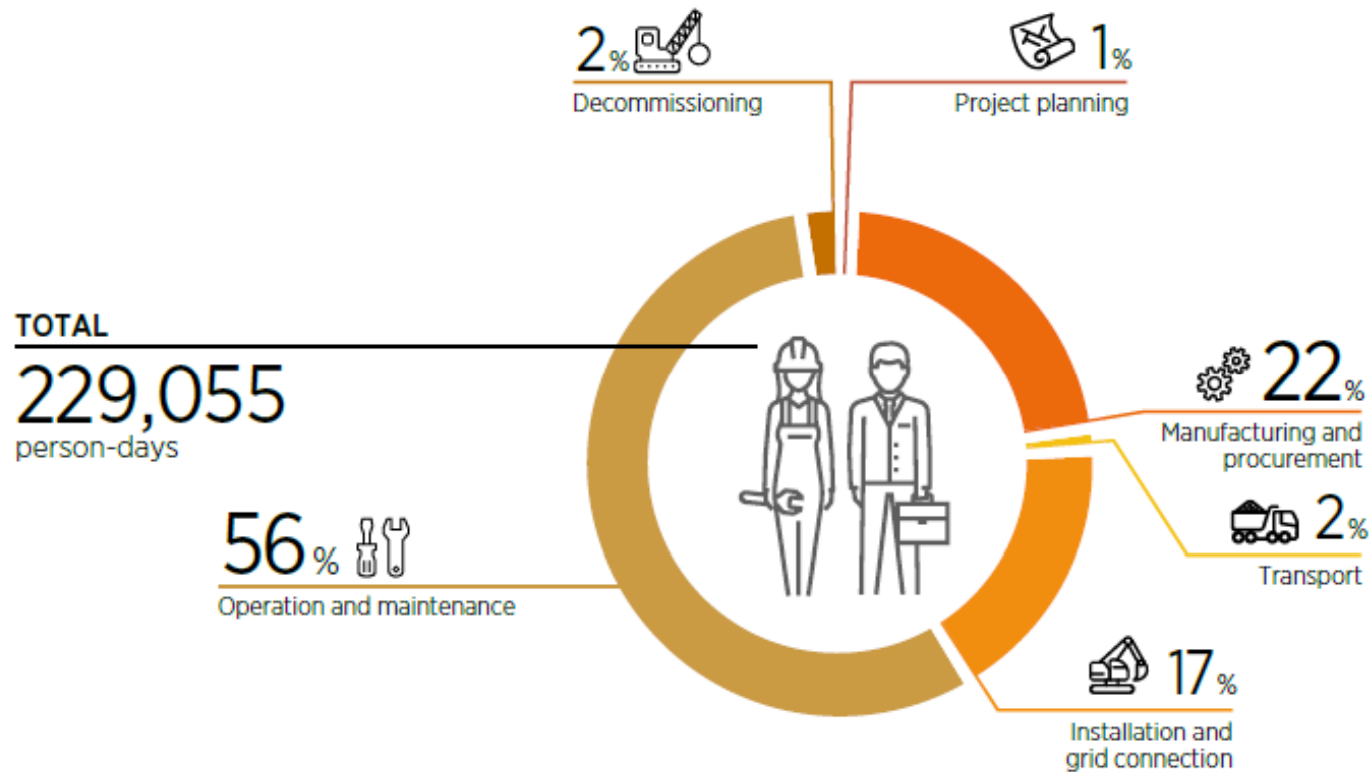 2%
Decommissioning
1%
Project planning
TOTAL
229,055
person-days
22%
Manufacturing and
procurement
2%
Transport
56%
Operation and maintenance
17%
Installation and
grid connection